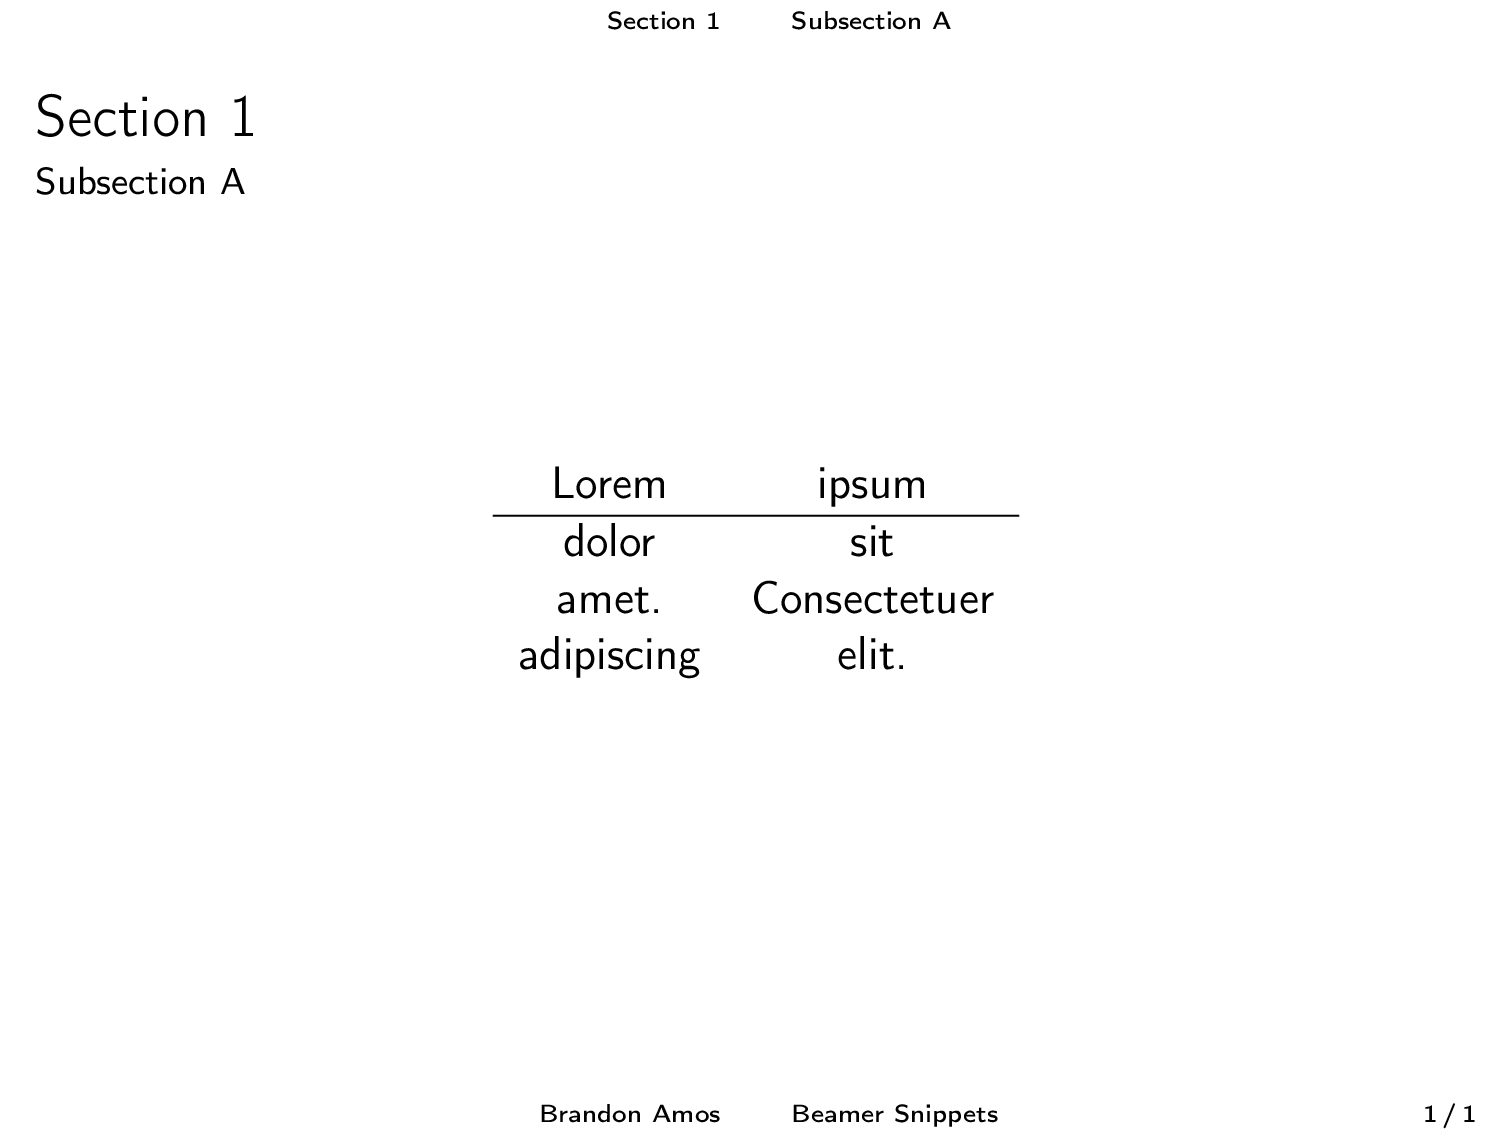 Section 1 Subsection A
Section 1
Subsection A
Lorem ipsum
dolor sit
amet. Consectetuer
adipiscing elit.
Brandon Amos Beamer Snippets 1 / 1